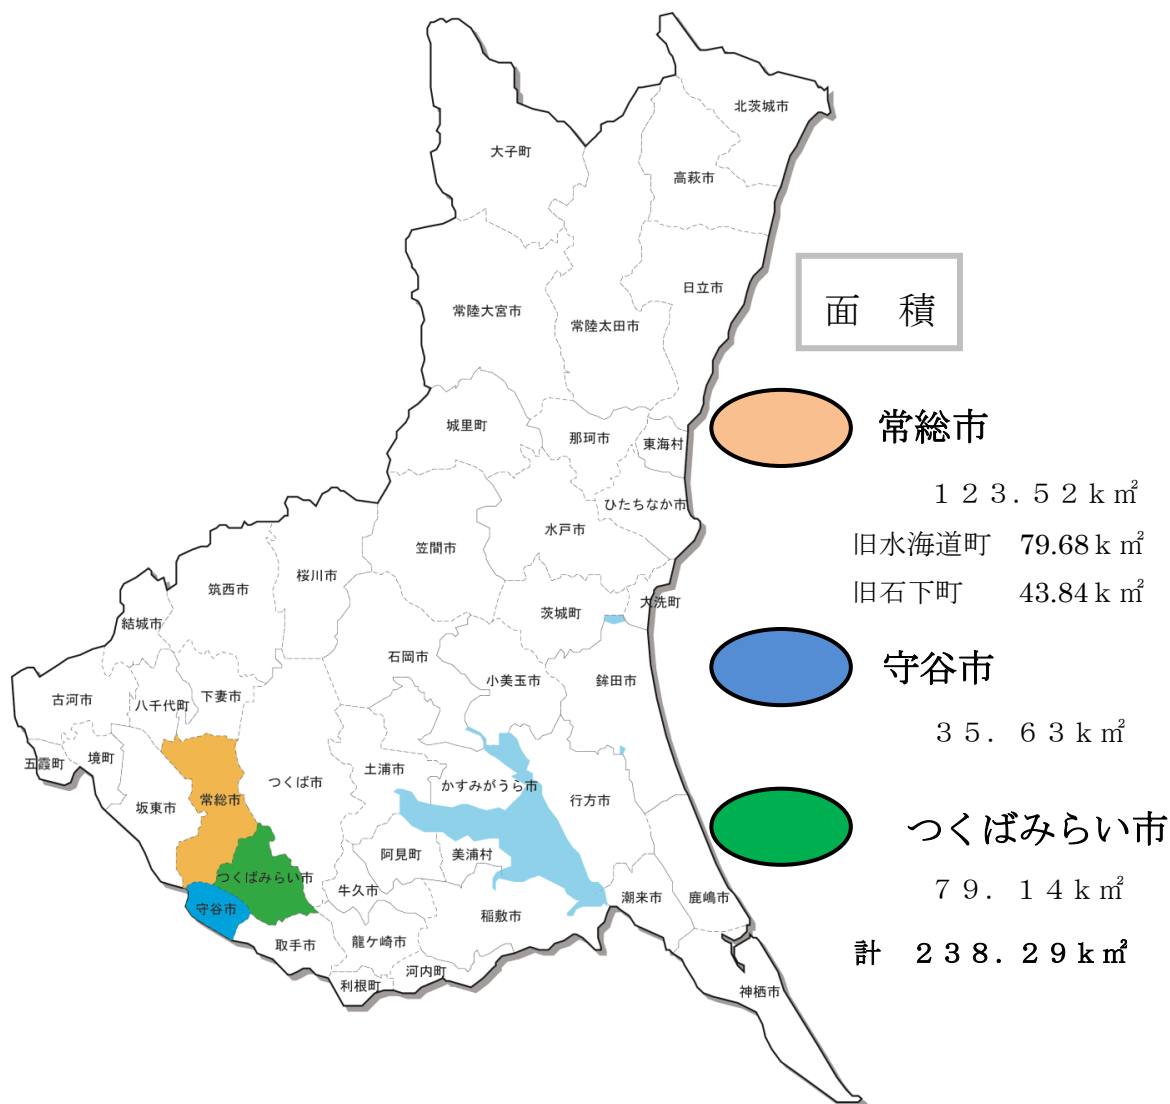 北茨城市
大子町
高萩市
日立市
常陸大宮市
常陸太田市
城里町
那珂市
東海村
ひたちなか市
水戸市
笠間市
桜川市
筑西市
茨城町
大洗町
結城市
石岡市
小美玉市
鉾田市
古河市
八千代町
下妻市
五霞町
境町
土浦市
つくば市
かすみがうら市
行方市
坂東市
常総市
阿見町
美浦村
つくばみらい市
牛久市
潮来市
鹿嶋市
守谷市
稲敷市
取手市
龍ケ崎市
河内町
利根町
神栖市
面 積
常総市
１２３.５２ｋ㎡
旧水海道町 79.68ｋ㎡
旧石下町 43.84ｋ㎡
守谷市
３５．６３ｋ㎡
つくばみらい市
７９．１４ｋ㎡
計 ２３８．２９ｋ㎡